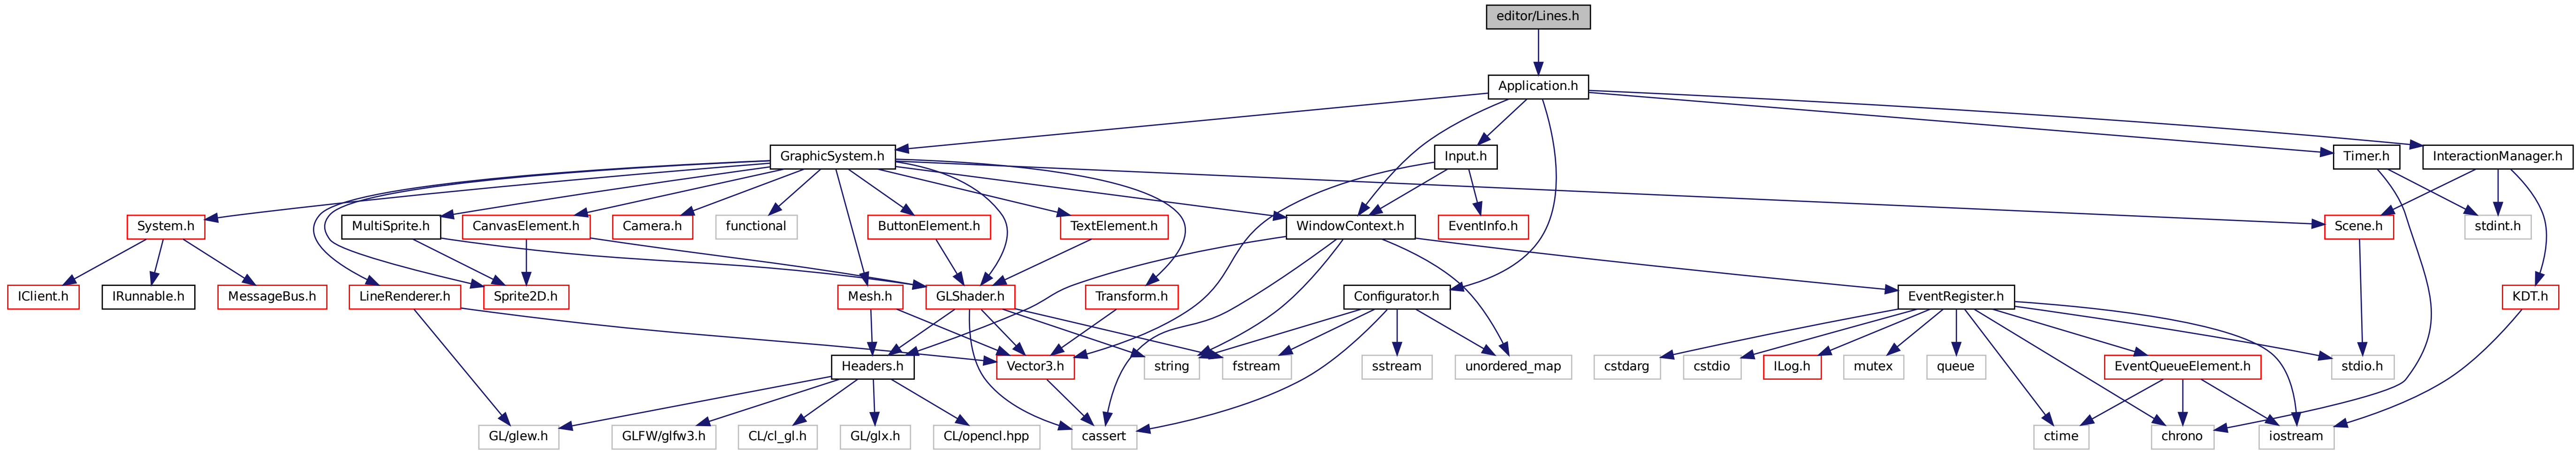 editor/Lines.h
Application.h
GraphicSystem.h
Input.h
Timer.h
InteractionManager.h
System.h
MultiSprite.h
CanvasElement.h
Camera.h
functional
ButtonElement.h
TextElement.h
WindowContext.h
EventInfo.h
Scene.h
stdint.h
IClient.h
IRunnable.h
MessageBus.h
LineRenderer.h
Sprite2D.h
Mesh.h
GLShader.h
Transform.h
Configurator.h
EventRegister.h
KDT.h
Headers.h
Vector3.h
string
fstream
sstream
unordered_map
cstdarg
cstdio
ILog.h
mutex
queue
EventQueueElement.h
stdio.h
GL/glew.h
GLFW/glfw3.h
CL/cl_gl.h
GL/glx.h
CL/opencl.hpp
cassert
ctime
chrono
iostream